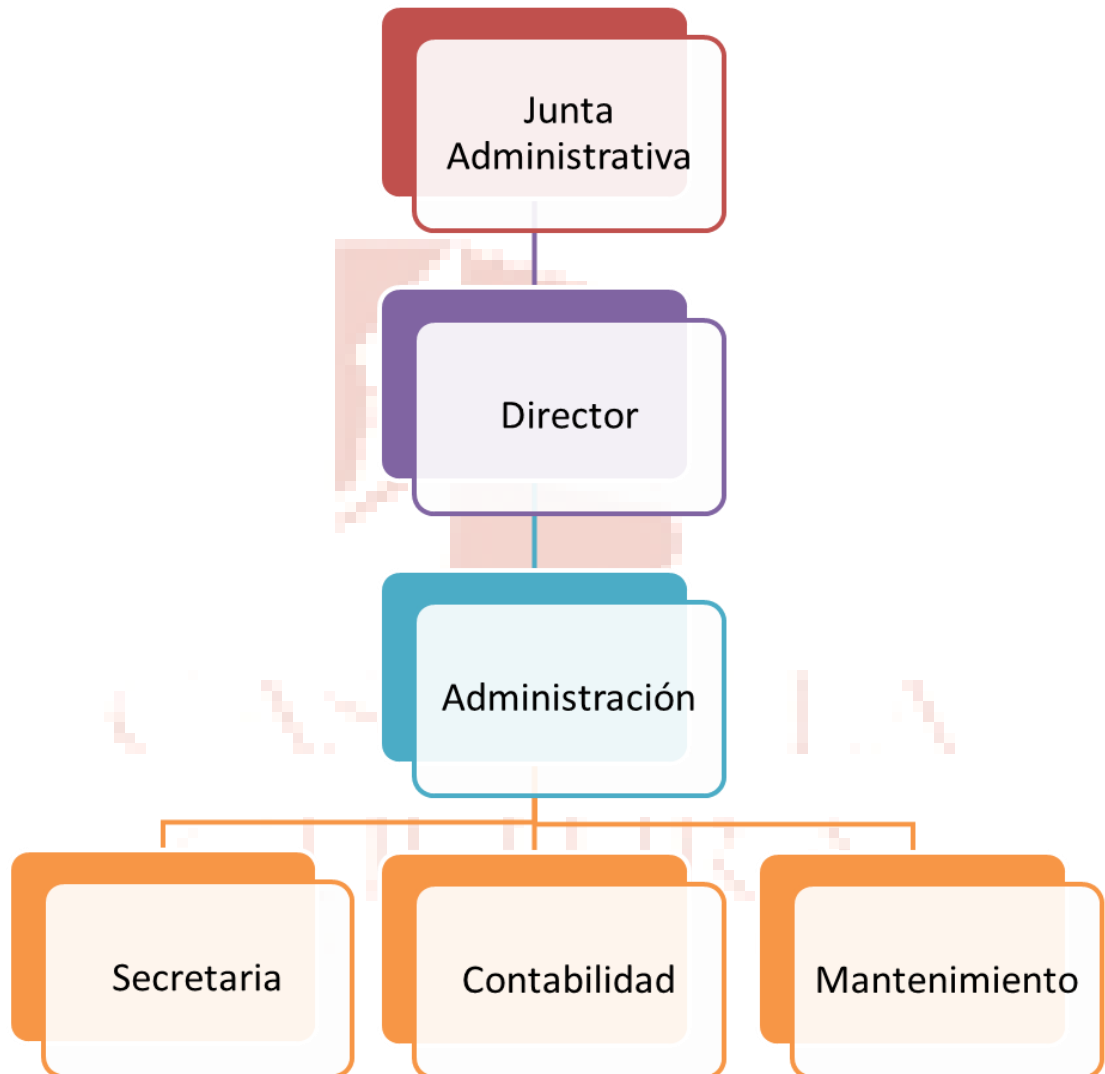 Junta
Administrativa
Director
Administración
Secretaria
Contabilidad
Mantenimiento